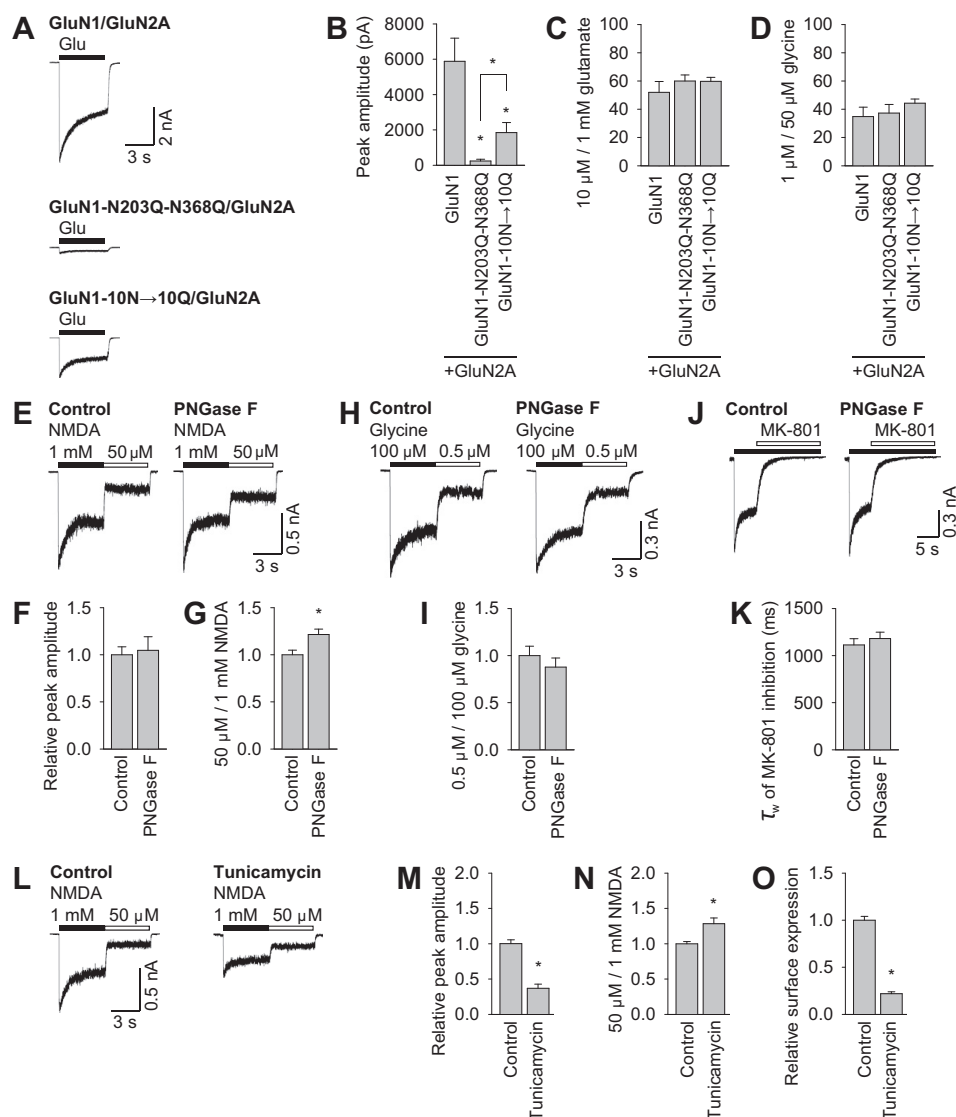 A
GluN1/GluN2A
Glu
2 nA
3 s
GluN1-N203Q-N368Q/GluN2A
Glu
GluN1-10N→10Q/GluN2A
Glu
B
Peak amplitude (pA)
8000
6000
4000
2000
0
*
*
*
GluN1
GluN1-N203Q-N368Q
GluN1-10N→10Q
+GluN2A
C
10 µM / 1 mM glutamate
100
80
60
40
20
0
GluN1
GluN1-N203Q-N368Q
GluN1-10N→10Q
+GluN2A
D
1 µM / 50 µM glycine
100
80
60
40
20
0
GluN1
GluN1-N203Q-N368Q
GluN1-10N→10Q
+GluN2A
E
Control
NMDA
1 mM 50 µM
PNGase F
NMDA
1 mM 50 µM
0.5 nA
3 s
H
Control
Glycine
100 µM 0.5 µM
PNGase F
Glycine
100 µM 0.5 µM
0.3 nA
3 s
J
Control
MK-801
PNGase F
MK-801
0.3 nA
5 s
F
Relative peak amplitude
1.5
1.0
0.5
0.0
Control
PNGase F
G
50 µM / 1 mM NMDA
1.5
1.0
0.5
0.0
*
Control
PNGase F
I
0.5 µM / 100 µM glycine
1.5
1.0
0.5
0.0
Control
PNGase F
K
τw of MK-801 inhibition (ms)
1500
1000
500
0
Control
PNGase F
L
Control
NMDA
1 mM 50 µM
Tunicamycin
NMDA
1 mM 50 µM
0.5 nA
3 s
M
Relative peak amplitude
2.0
1.5
1.0
0.5
0.0
*
Control
Tunicamycin
N
50 µM / 1 mM NMDA
2.0
1.5
1.0
0.5
0.0
*
Control
Tunicamycin
O
Relative surface expression
1.5
1.0
0.5
0.0
*
Control
Tunicamycin